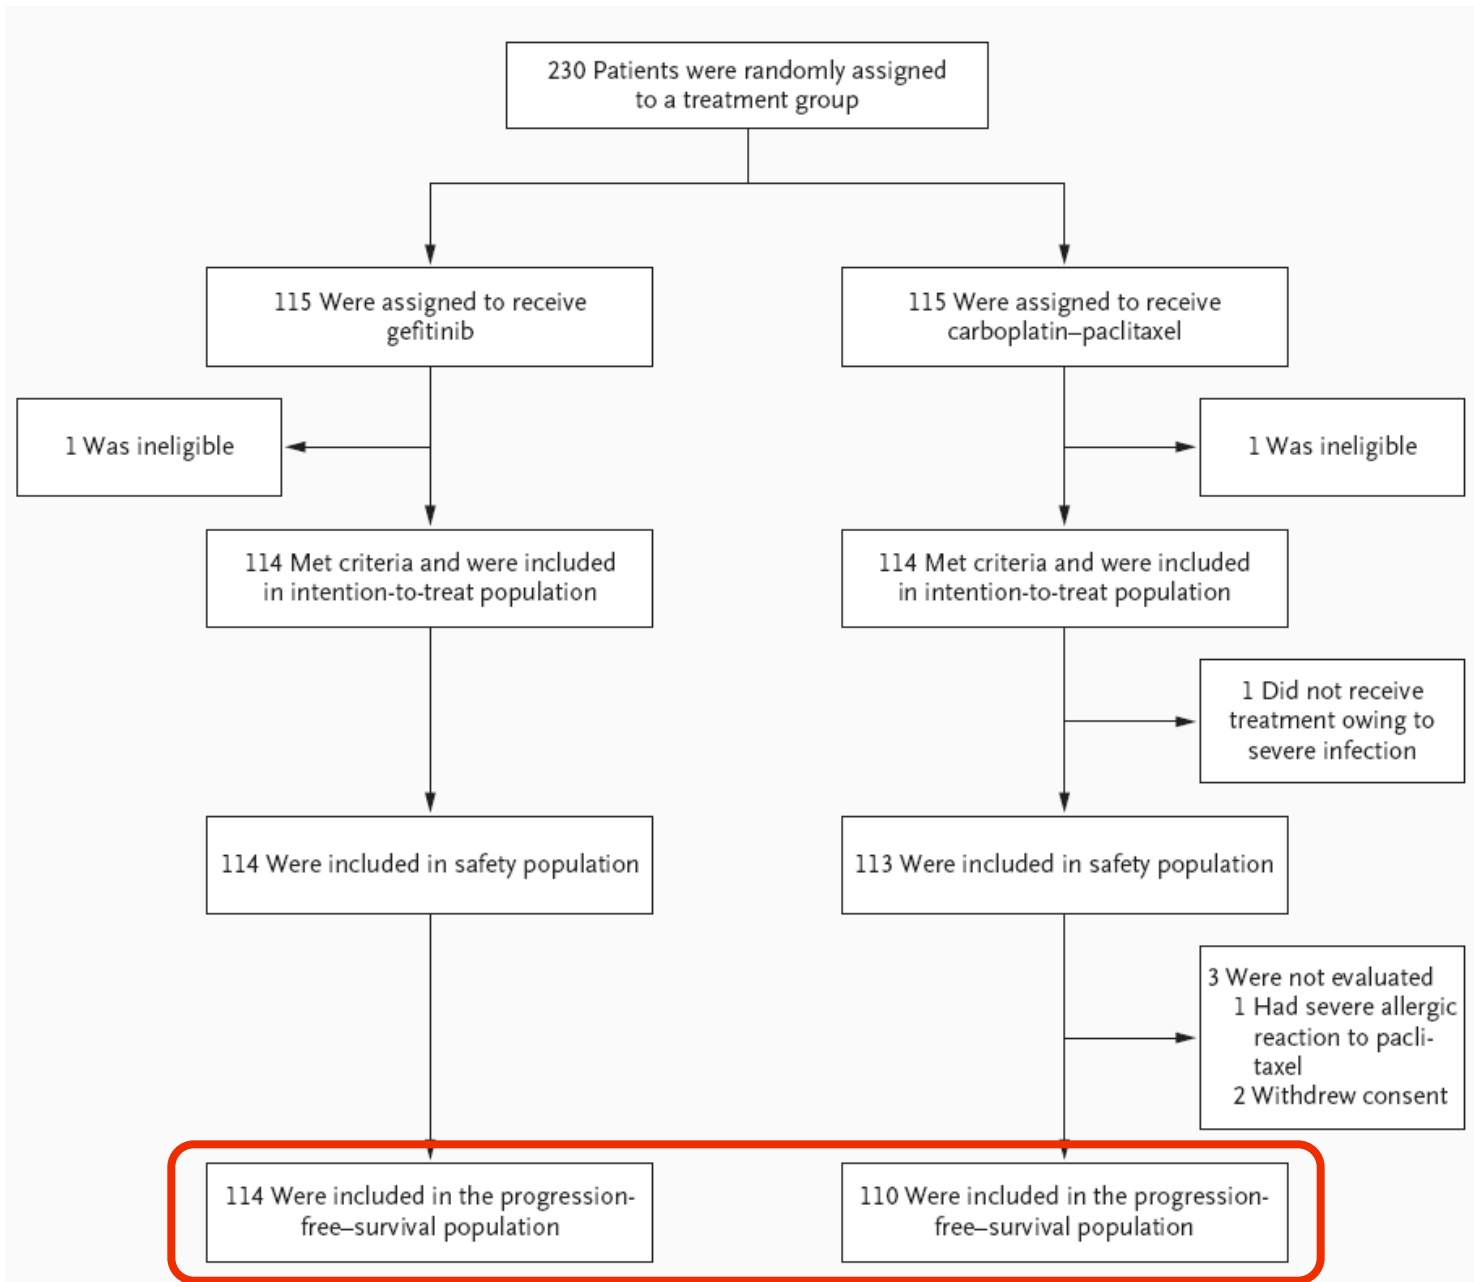 230 Patients were randomly assigned
to a treatment group
115 Were assigned to receive
gefitinib
115 Were assigned to receive
carboplatin–paclitaxel
1 Was ineligible
1 Was ineligible
114 Met criteria and were included
in intention-to-treat population
114 Met criteria and were included
in intention-to-treat population
1 Did not receive
treatment owing to
severe infection
114 Were included in safety population
113 Were included in safety population
3 Were not evaluated
1 Had severe allergic
reaction to pacli-
taxel
2 Withdrew consent
114 Were included in the progression-
free–survival population
110 Were included in the progression-
free–survival population